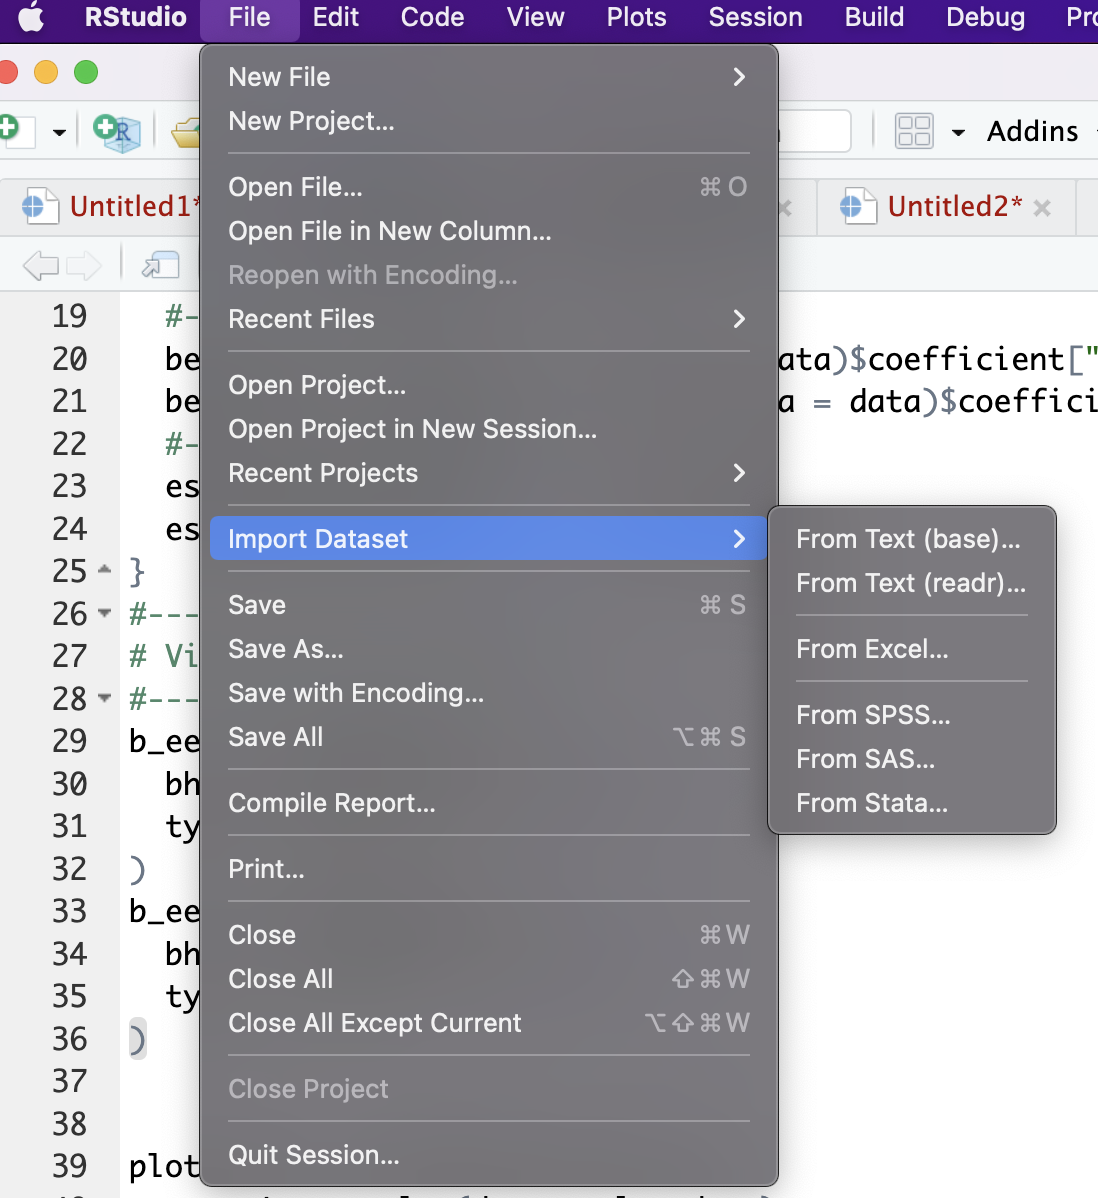 RStudio File Edit Code View Plots Session Build Debug
New File
New Project...
Addins
Open File... ⌘ O
Untitled1*
Untitled2*
Open File in New Column...
Reopen with Encoding...
Recent Files
Open Project...
Open Project in New Session...
Recent Projects
Import Dataset
From Text (base)...
From Text (readr)...
From Excel...
From SPSS...
From SAS...
From Stata...
Save ⌘ S
Save As...
Save with Encoding...
Save All ⌥⌘ S
Compile Report...
Print...
Close ⌘W
Close All ⇧⌘W
Close All Except Current ⌥⇧⌘W
Close Project
Quit Session...
19 #-
20 be ata)$coefficient["
21 be a = data)$coeffici
22 #-
23 es
24 es
25 }
26 #---
27 # Vi
28 #---
29 b_ee
30 bh
31 ty
32 )
33 b_ee
34 bh
35 ty
36 )
37
38
39 plot